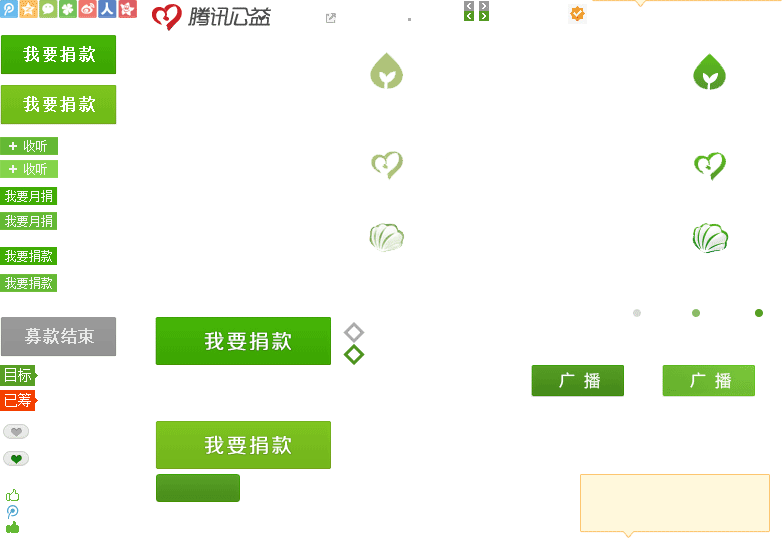 腾讯公益
我要捐款
我要捐款
+ 收听
+ 收听
我要月捐
我要月捐
我要捐款
我要捐款
募款结束
我要捐款
目标
广 播
广 播
已筹
我要捐款